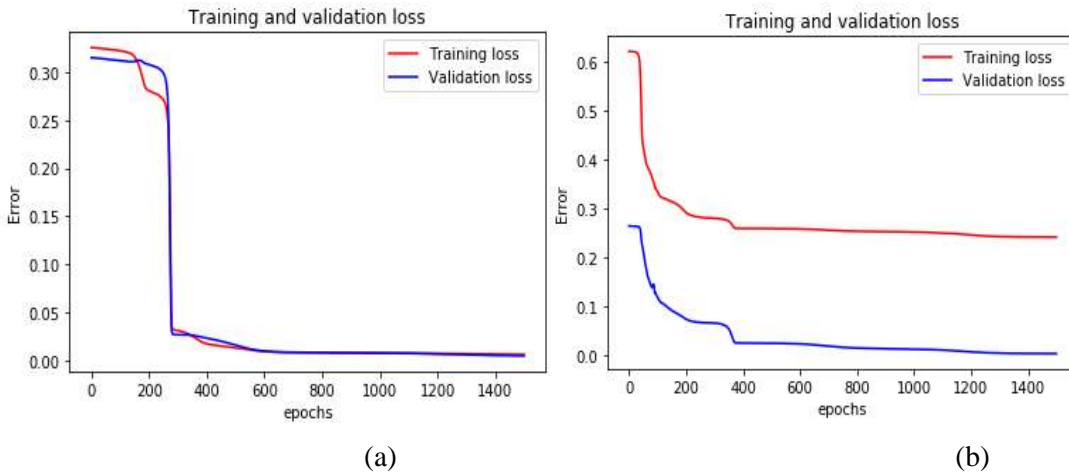 Training and validation loss
Training loss
Validation loss
0.30
0.25
0.20
0.15
0.10
0.05
0.00
Error
0 200 400 600 800 1000 1200 1400
epochs
(a)
Training and validation loss
Training loss
Validation loss
0.6
0.5
0.4
0.3
0.2
0.1
0.0
Error
0 200 400 600 800 1000 1200 1400
epochs
(b)